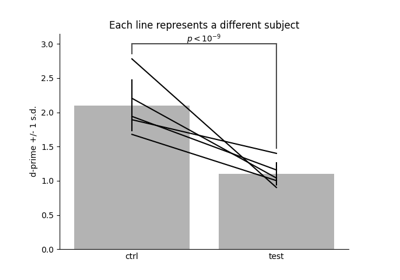 Each line represents a different subject
p < 10⁻⁹
3.0
2.5
2.0
1.5
1.0
0.5
0.0
d-prime +/- 1 s.d.
ctrl test